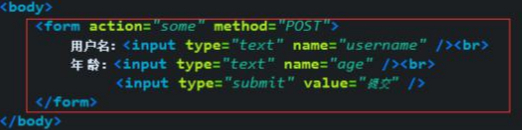 <body>
<form action="some" method="POST">
用户名: <input type="text" name="username" /><br>
年 龄: <input type="text" name="age" /><br>
<input type="submit" value="提交" />
</form>
</body>